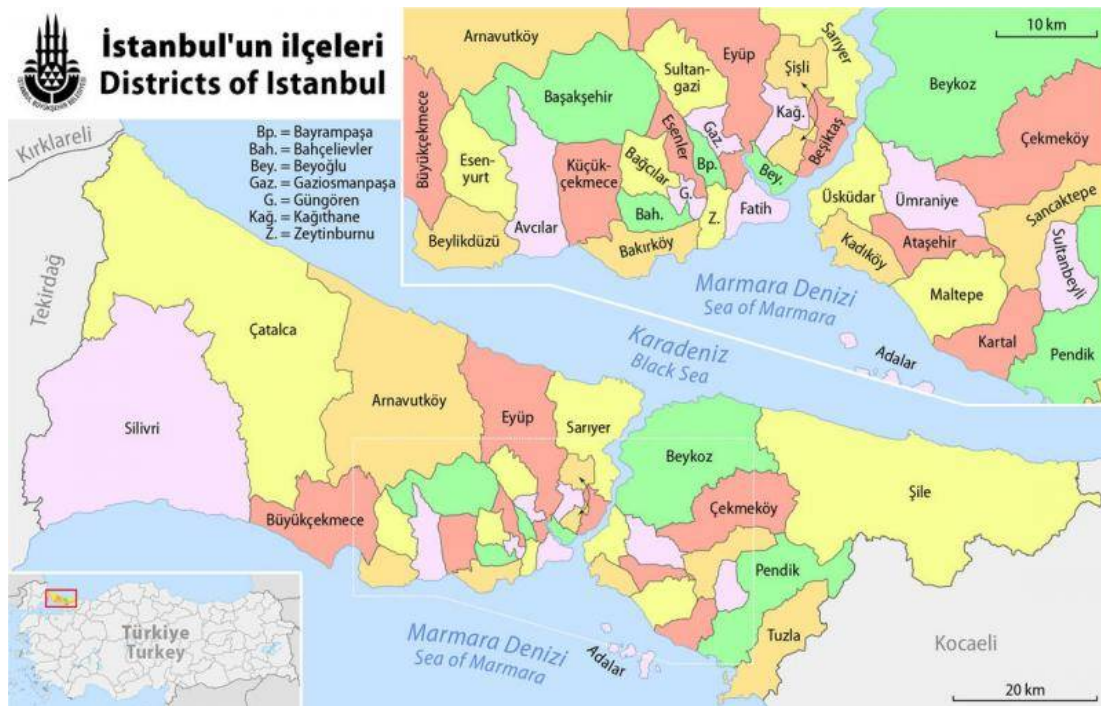 İSTANBUL BÜYÜKŞEHİR BELEDİYESİ
İstanbul'un ilçeleri
Districts of Istanbul
Bp. = Bayrampaşa
Bah. = Bahçelievler
Bey. = Beyoğlu
Gaz. = Gaziosmanpaşa
G. = Güngören
Kağ. = Kağıthane
Z. = Zeytinburnu
10 km
Arnavutköy
Eyüp
Sarıyer
Şişli
Sultan-
gazi
Beykoz
Başakşehir
Büyükçekmece
Kağ.
Gaz.
Esenler
Beşiktaş
Çekmeköy
Esen-
yurt
Küçük-
çekmece
Bağcılar
Bp.
Bey.
G.
Üsküdar
Ümraniye
Sancaktepe
Avcılar
Bah.
Z.
Fatih
Beylikdüzü
Bakırköy
Kadıköy
Ataşehir
Sultanbeyli
Marmara Denizi
Sea of Marmara
Maltepe
Kartal
Adalar
Pendik
Kırklareli
Tekirdağ
Çatalca
Karadeniz
Black Sea
Silivri
Arnavutköy
Eyüp
Sarıyer
Beykoz
Büyükçekmece
Çekmeköy
Şile
Pendik
Tuzla
Marmara Denizi
Sea of Marmara
Adalar
Kocaeli
Türkiye
Turkey
20 km